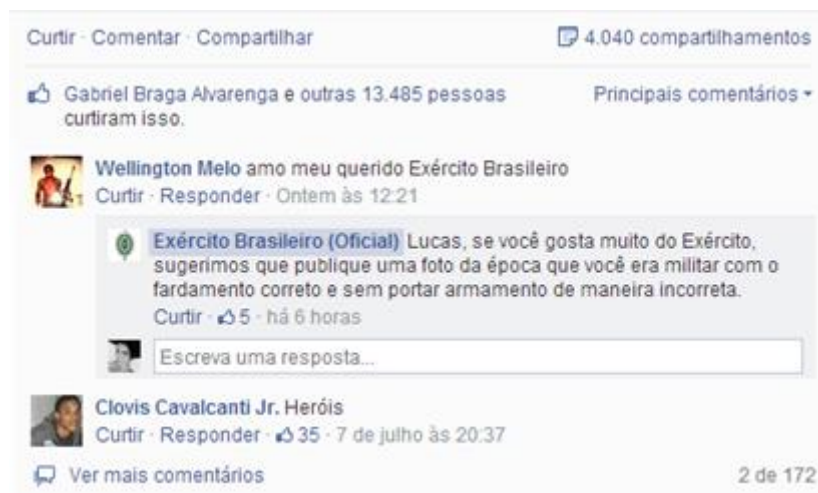 Curtir · Comentar · Compartilhar 4.040 compartilhamentos
Gabriel Braga Alvarenga e outras 13.485 pessoas Principais comentários
curtiram isso.
Wellington Melo amo meu querido Exército Brasileiro
Curtir · Responder · Ontem às 12:21
Exército Brasileiro (Oficial) Lucas, se você gosta muito do Exército,
sugerimos que publique uma foto da época que você era militar com o
fardamento correto e sem portar armamento de maneira incorreta.
Curtir · 5 · há 6 horas
Escreva uma resposta...
Clovis Cavalcanti Jr. Heróis
Curtir · Responder · 35 · 7 de julho às 20:37
Ver mais comentários 2 de 172